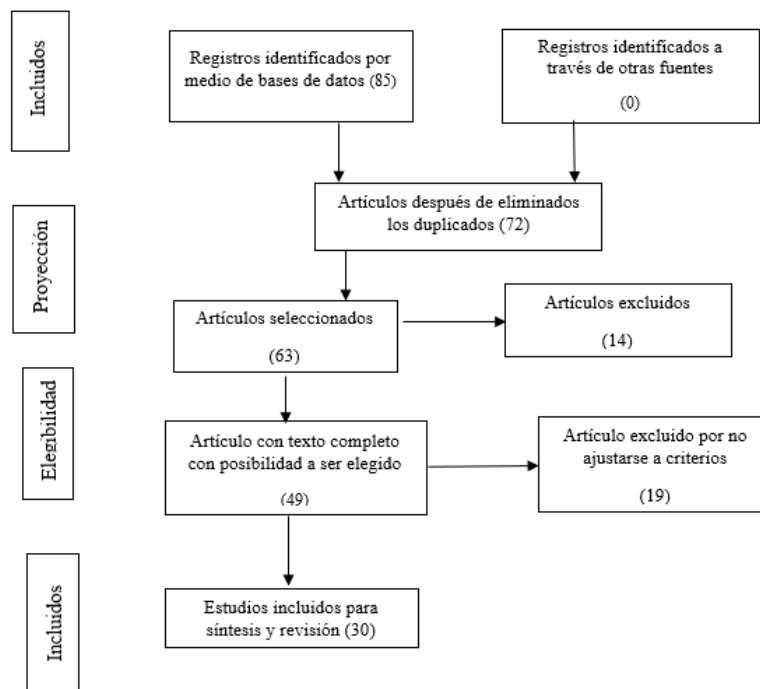 Incluidos
Registros identificados por
medio de bases de datos (85)
Registros identificados a
través de otras fuentes
(0)
Proyección
Artículos después de eliminados
los duplicados (72)
Artículos seleccionados
(63)
Artículos excluidos
(14)
Elegibilidad
Artículo con texto completo
con posibilidad a ser elegido
(49)
Artículo excluido por no
ajustarse a criterios
(19)
Incluidos
Estudios incluidos para
síntesis y revisión (30)